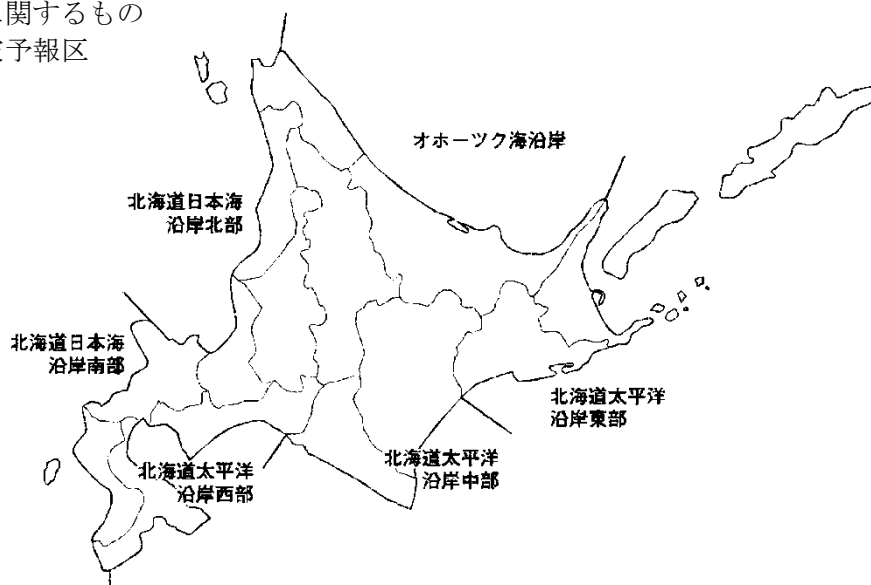 関するもの
予報区
オホーツク海沿岸
北海道日本海
沿岸北部
北海道日本海
沿岸南部
北海道太平洋
沿岸東部
北海道太平洋
沿岸中部
北海道太平洋
沿岸西部